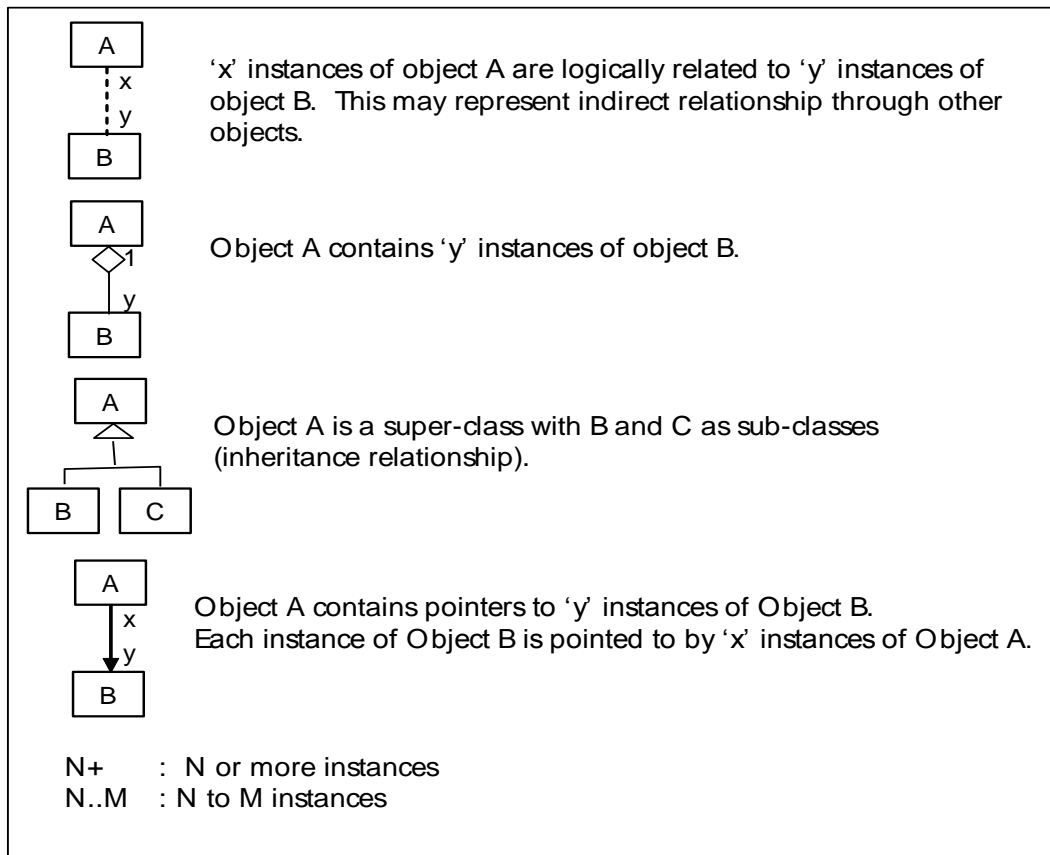 A
x
y
B
‘x’ instances of object A are logically related to ‘y’ instances of
object B. This may represent indirect relationship through other
objects.
A
1
y
B
Object A contains ‘y’ instances of object B.
A
B C
Object A is a super-class with B and C as sub-classes
(inheritance relationship).
A
x
y
B
Object A contains pointers to ‘y’ instances of Object B.
Each instance of Object B is pointed to by ‘x’ instances of Object A.
N+ : N or more instances
N..M : N to M instances